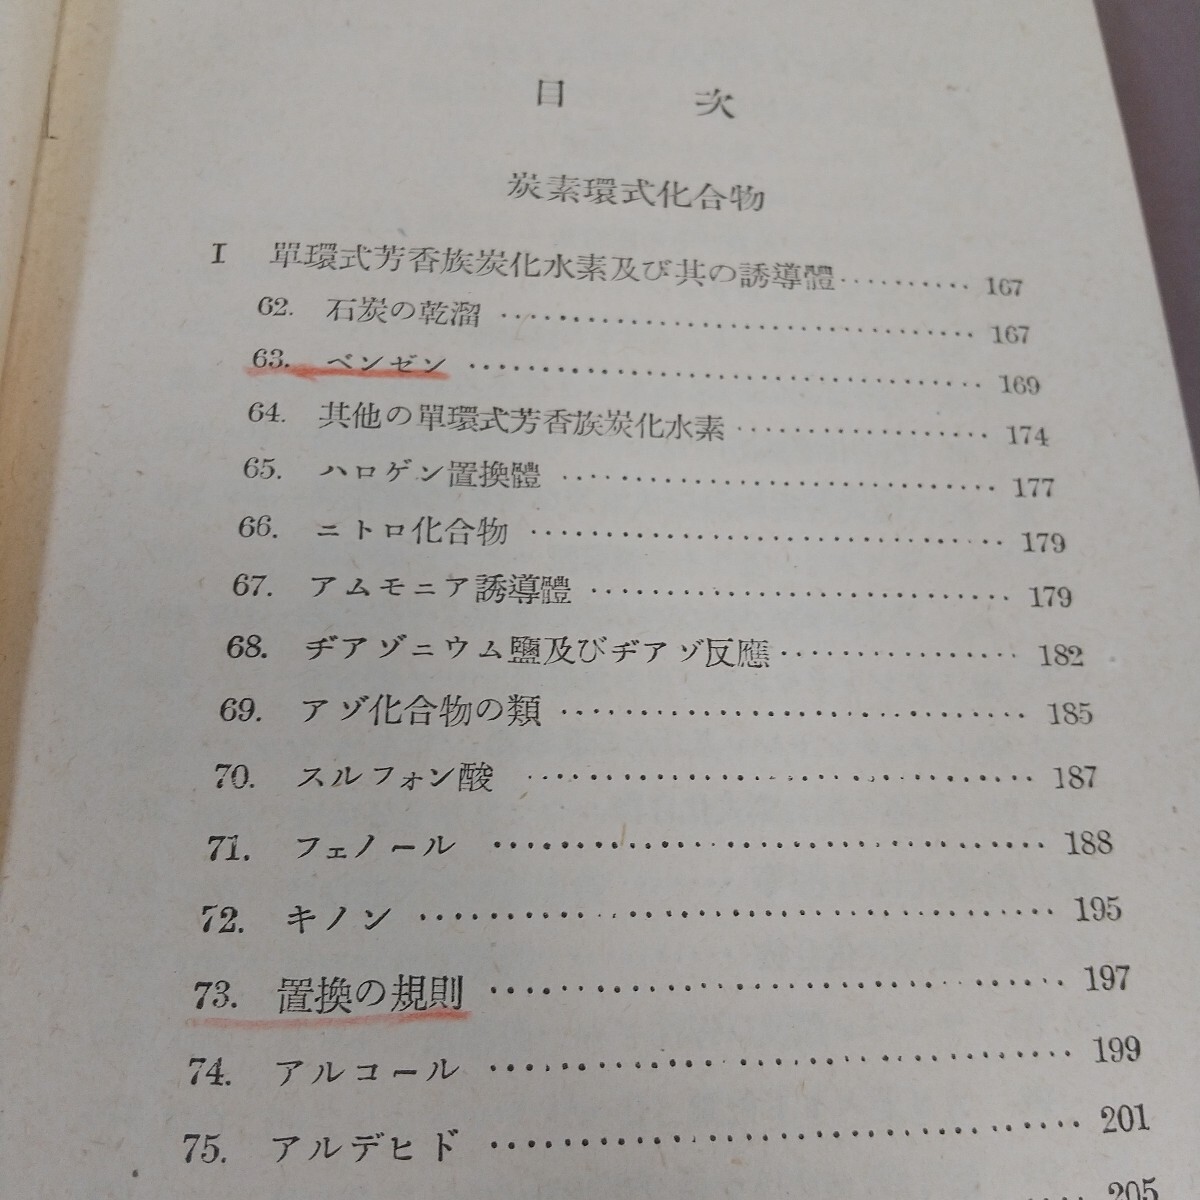 目次
炭素環式化合物
I 單環式芳香族炭化水素及び其の誘導體 ·········· 167
62. 石炭の乾溜 ······························ 167
63. ベンゼン ································ 169
64. 其他の單環式芳香族炭化水素 ················ 174
65. ハロゲン置換體 ···························· 177
66. ニトロ化合物 ······························ 179
67. アムモニア誘導體 ·························· 179
68. ヂアゾニウム鹽及びヂアゾ反應 ·············· 182
69. アゾ化合物の類 ···························· 185
70. スルフォン酸 ······························ 187
71. フェノール ································ 188
72. キノン ···································· 195
73. 置換の規則 ································ 197
74. アルコール ································ 199
75. アルデヒド ································ 201
205